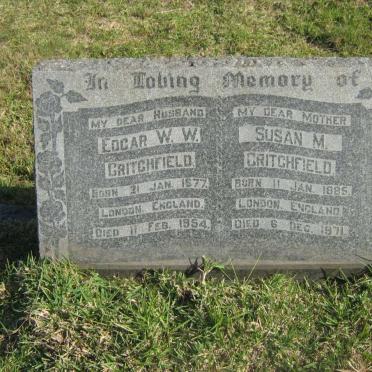 In Loving Memory of
My Dear Husband
Edgar W. W.
Critchfield
Born 21 Jan. 1877.
London, England.
Died 11 Feb. 1954.
My Dear Mother
Susan M.
Critchfield
Born 11 Jan. 1885.
London, England
Died 6 Dec. 1971.